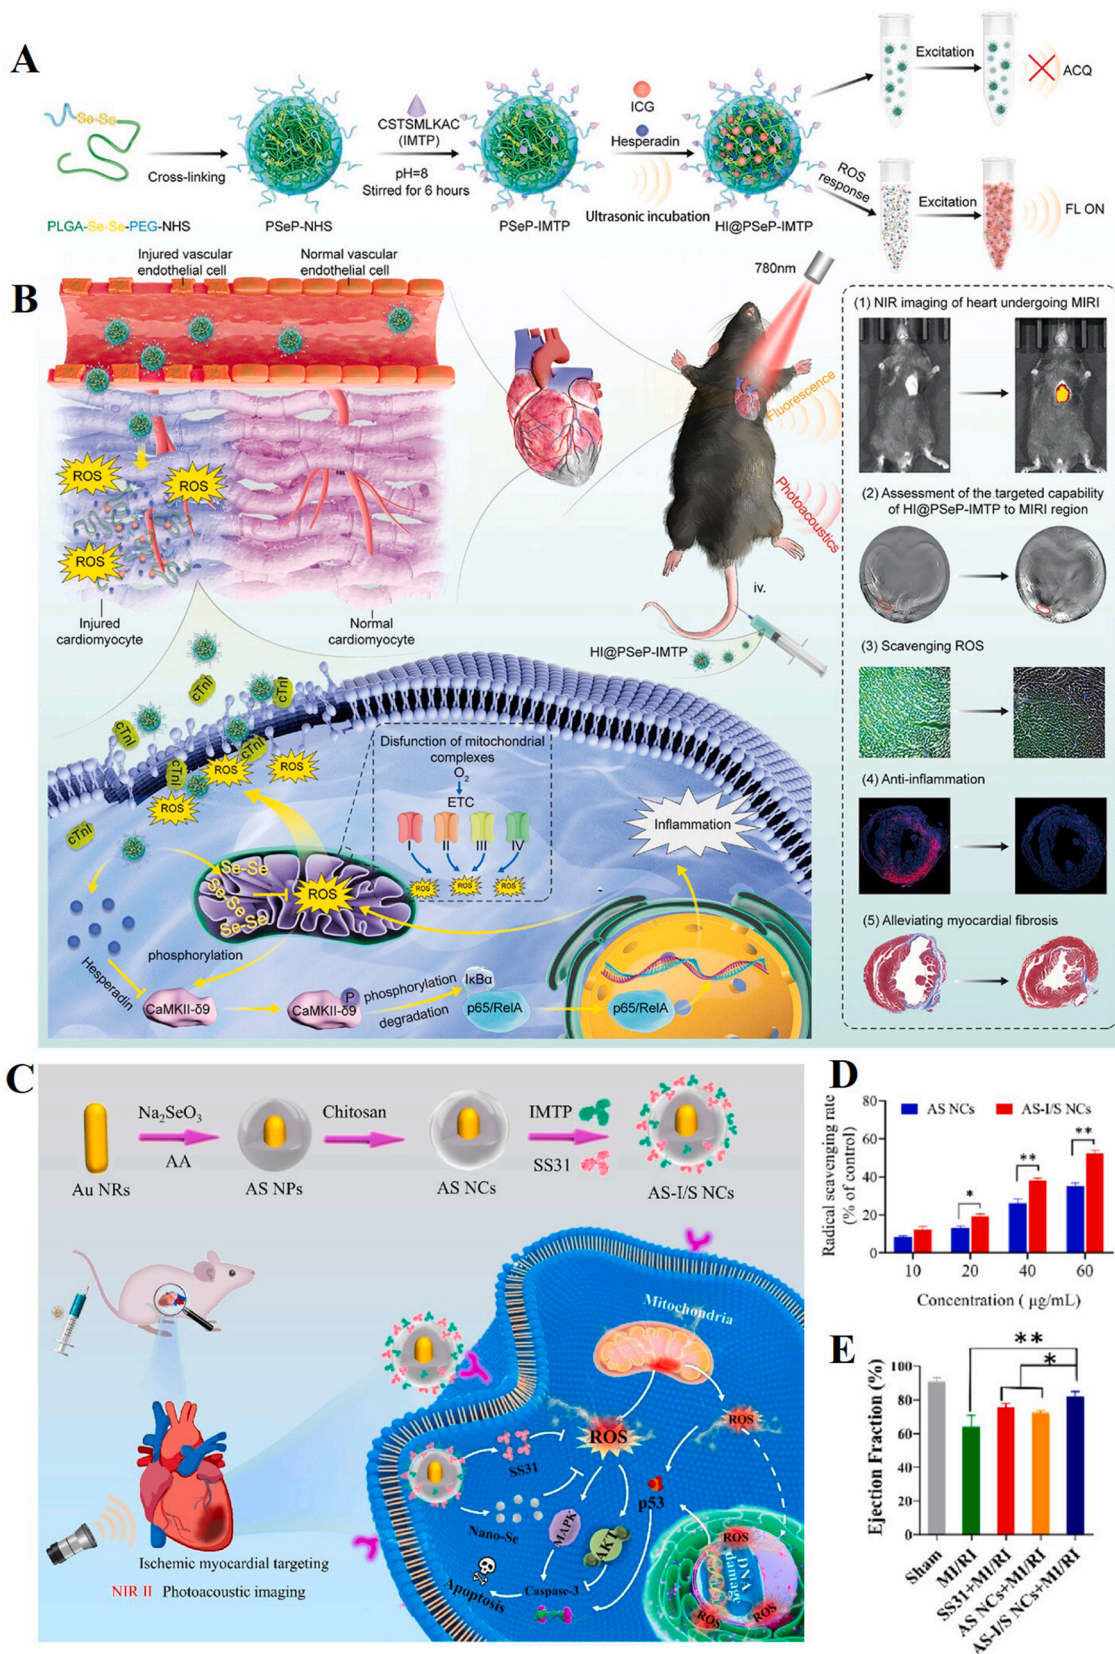 A
Se-Se
PLGA-Se-Se-PEG-NHS
Cross-linking
PSeP-NHS
CSTSMLKAC
(IMTP)
pH=8
Stirred for 6 hours
PSeP-IMTP
ICG
Hesperadin
Ultrasonic incubation
HI@PSeP-IMTP
Excitation
ACQ
ROS
response
Excitation
FL ON
B
Injured vascular
endothelial cell
Normal vascular
endothelial cell
ROS
ROS
ROS
Injured
cardiomyocyte
Normal
cardiomyocyte
780nm
Fluorescence
Photoacoustics
iv.
HI@PSeP-IMTP
cTnI
cTnI
cTnI
cTnI
cTnI
cTnI
ROS
ROS
ROS
Disfunction of mitochondrial
complexes
O2
ETC
I
II
III
IV
ROS
ROS
ROS
Inflammation
Se-Se
Se-Se
Se-Se
ROS
phosphorylation
Hesperadin
CaMKII-δ9
P
CaMKII-δ9
phosphorylation
degradation
IκBα
p65/RelA
p65/RelA
(1) NIR imaging of heart undergoing MIRI
(2) Assessment of the targeted capability
of HI@PSeP-IMTP to MIRI region
(3) Scavenging ROS
(4) Anti-inflammation
(5) Alleviating myocardial fibrosis
C
Au NRs
Na2SeO3
AA
AS NPs
Chitosan
AS NCs
IMTP
SS31
AS-I/S NCs
Ischemic myocardial targeting
NIR II Photoacoustic imaging
Mitochondria
ROS
ROS
SS31
Nano-Se
MAPK
AKT
p53
Apoptosis
Caspase-3
ROS
DNA
damage
ROS
ROS
D
AS NCs
AS-I/S NCs
Radical scavenging rate
(% of control)
80
60
40
20
0
*
**
**
10
20
40
60
Concentration ( μg/mL)
E
Ejection Fraction (%)
100
80
60
40
20
0
**
*
Sham
MI/RI
SS31+MI/RI
AS NCs+MI/RI
AS-I/S NCs+MI/RI